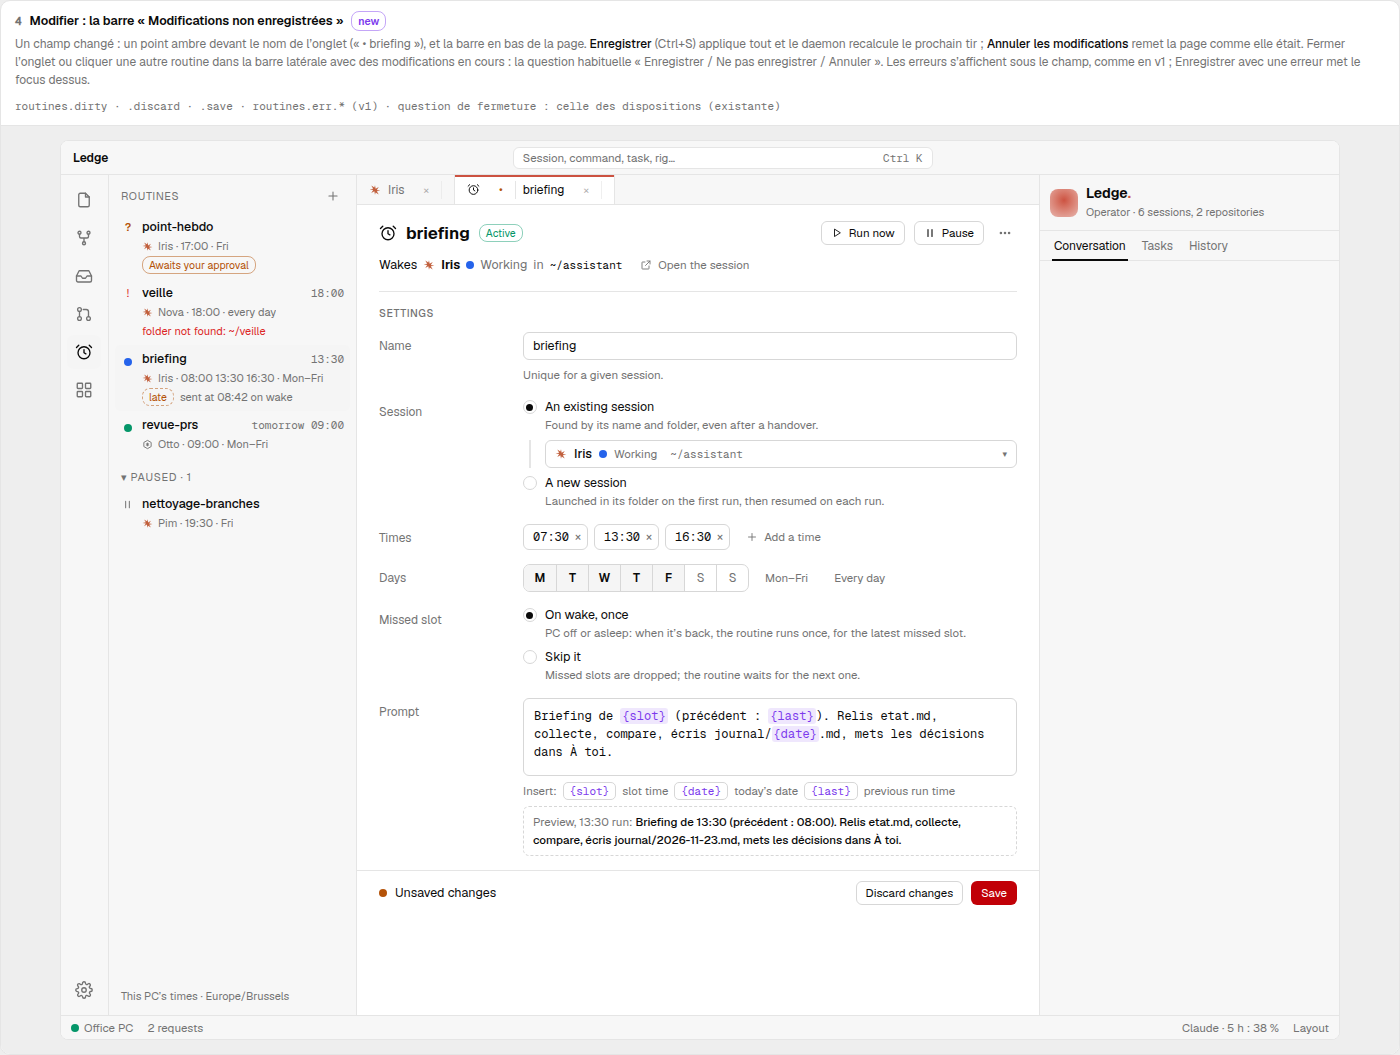 4 Modifier : la barre « Modifications non enregistrées » new
Un champ changé : un point ambre devant le nom de l'onglet (« • briefing »), et la barre en bas de la page. Enregistrer (Ctrl+S) applique tout et le daemon recalcule le prochain tir ; Annuler les modifications remet la page comme elle était. Fermer
l'onglet ou cliquer une autre routine dans la barre latérale avec des modifications en cours : la question habituelle « Enregistrer / Ne pas enregistrer / Annuler ». Les erreurs s'affichent sous le champ, comme en v1 ; Enregistrer avec une erreur met le
focus dessus.
routines.dirty · .discard · .save · routines.err.* (v1) · question de fermeture : celle des dispositions (existante)
Ledge
Session, command, task, rig… Ctrl K
ROUTINES +
? point-hebdo
Iris · 17:00 · Fri
Awaits your approval
! veille 18:00
Nova · 18:00 · every day
folder not found: ~/veille
briefing 13:30
Iris · 08:00 13:30 16:30 · Mon–Fri
late sent at 08:42 on wake
revue-prs tomorrow 09:00
Otto · 09:00 · Mon–Fri
▾ PAUSED · 1
nettoyage-branches
Pim · 19:30 · Fri
This PC's times · Europe/Brussels
Iris ×
• briefing ×
briefing Active Run now Pause ···
Wakes Iris Working in ~/assistant Open the session
SETTINGS
Name briefing
Unique for a given session.
Session An existing session
Found by its name and folder, even after a handover.
Iris Working ~/assistant ▾
A new session
Launched in its folder on the first run, then resumed on each run.
Times 07:30 × 13:30 × 16:30 × + Add a time
Days M T W T F S S Mon–Fri Every day
Missed slot On wake, once
PC off or asleep: when it's back, the routine runs once, for the latest missed slot.
Skip it
Missed slots are dropped; the routine waits for the next one.
Prompt Briefing de {slot} (précédent : {last}). Relis etat.md,
collecte, compare, écris journal/{date}.md, mets les décisions
dans À toi.
Insert: {slot} slot time {date} today's date {last} previous run time
Preview, 13:30 run: Briefing de 13:30 (précédent : 08:00). Relis etat.md, collecte,
compare, écris journal/2026-11-23.md, mets les décisions dans À toi.
Unsaved changes Discard changes Save
Ledge.
Operator · 6 sessions, 2 repositories
Conversation Tasks History
Office PC 2 requests Claude · 5 h : 38 % Layout